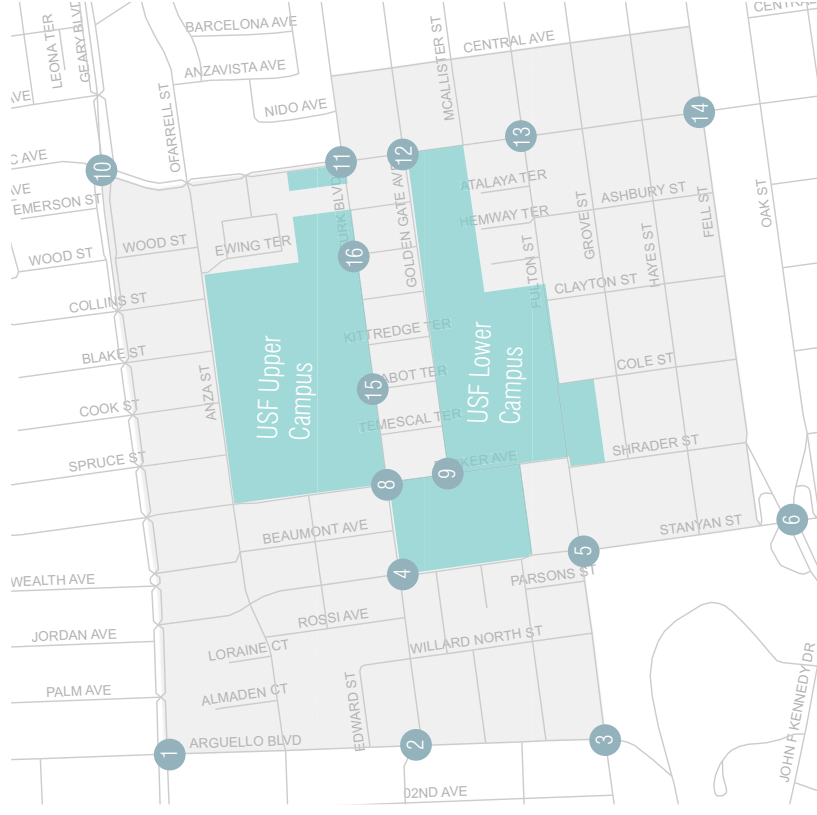 BARCELONA AVE
CENTRAL AVE
ANZAVISTA AVE
NIDO AVE
LEONA TER
GEARY BLV
OFARRELL ST
MCALLISTER ST
AVE
C AVE
AVE
EMERSON ST
WOOD ST
WOOD ST
EWING TER
COLLINS ST
BLAKE ST
COOK ST
SPRUCE ST
ANZA ST
TURK BLVD
GOLDEN GATE AVE
ATALAYA TER
HEMWAY TER
FULTON ST
GROVE ST
HAYES ST
ASHBURY ST
FELL ST
OAK ST
CLAYTON ST
COLE ST
SHRADER ST
STANYAN ST
KITTREDGE TER
TABOT TER
TEMESCAL TER
PARKER AVE
USF Upper
Campus
USF Lower
Campus
BEAUMONT AVE
WEALTH AVE
JORDAN AVE
PALM AVE
ROSSI AVE
LORAINE CT
ALMADEN CT
ARGUELLO BLVD
EDWARD ST
WILLARD NORTH ST
PARSONS ST
02ND AVE
JOHN F KENNEDY DR
1
2
3
4
5
6
8
9
10
11
12
13
14
15
16